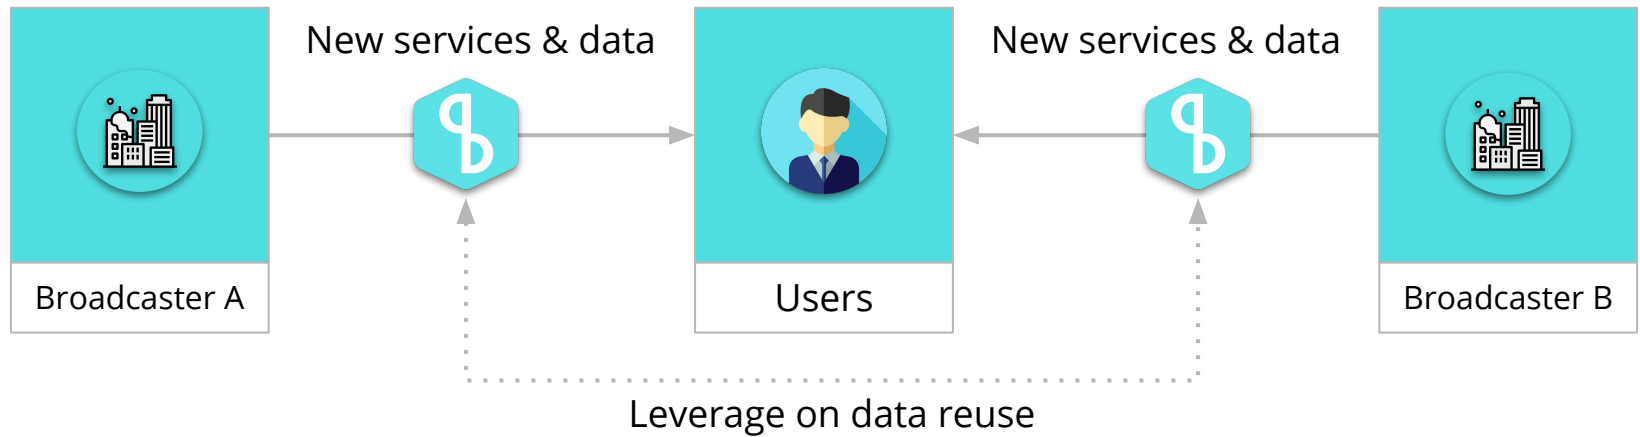 New services & data
New services & data
Broadcaster A
Users
Broadcaster B
Leverage on data reuse